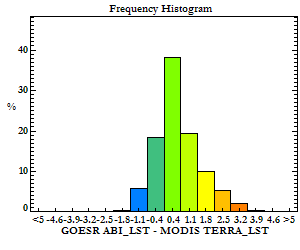 Frequency Histogram
40
30
%
20
10
0
<5 -4.6-3.9-3.2-2.5 -1.8-1.1-0.4 0.4 1.1 1.8 2.5 3.2 3.9 4.6 >5
GOESR ABI_LST - MODIS TERRA_LST